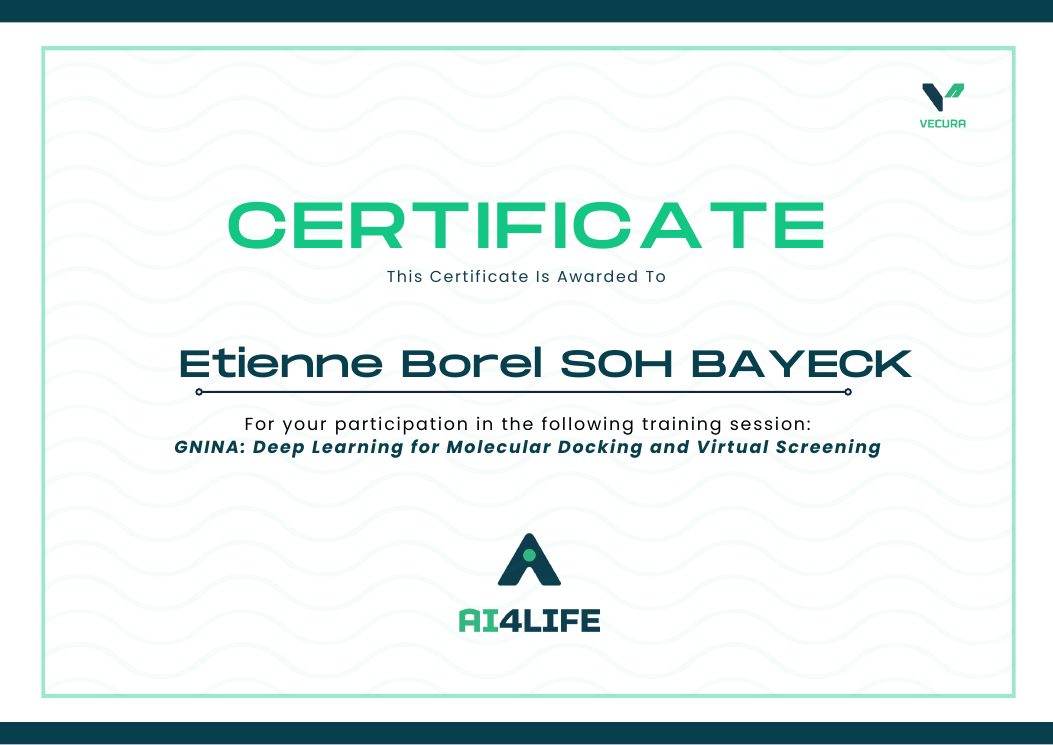 VECURA
CERTIFICATE
This Certificate Is Awarded To
Etienne Borel SOH BAYECK
For your participation in the following training session:
GNINA: Deep Learning for Molecular Docking and Virtual Screening
AI4LIFE